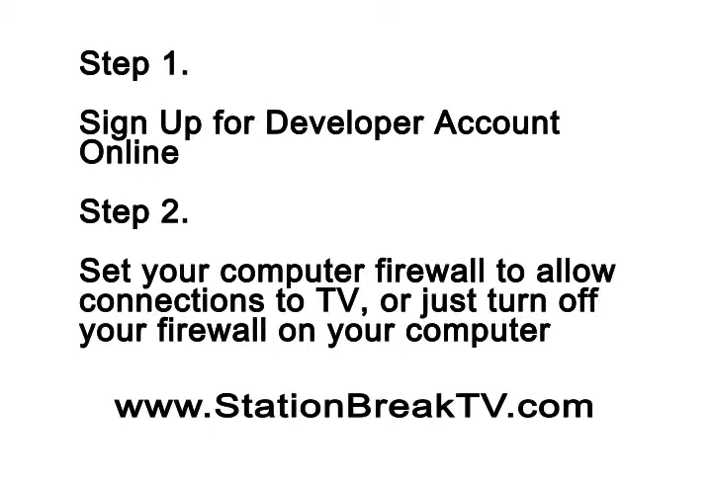 Step 1.
Sign Up for Developer Account
Online
Step 2.
Set your computer firewall to allow
connections to TV, or just turn off
your firewall on your computer
www.StationBreakTV.com